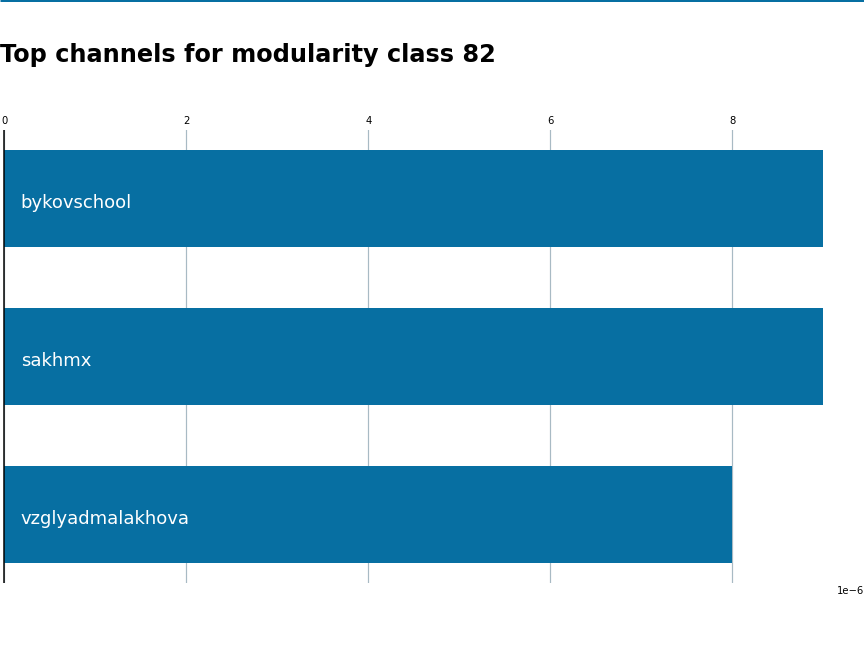 Top channels for modularity class 82
0 2 4 6 8
bykovschool
sakhmx
vzglyadmalakhova
1e−6